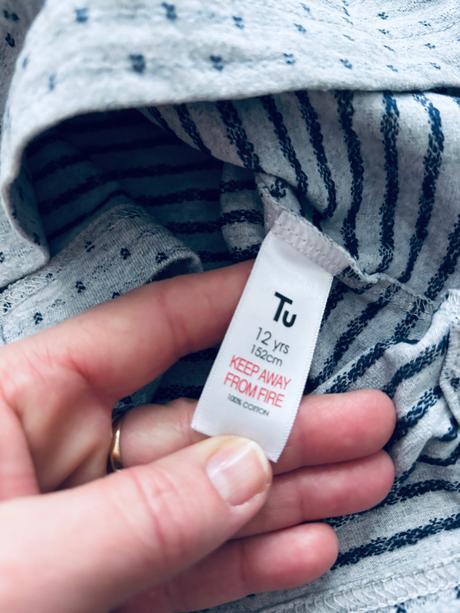 Tu
12 yrs
152cm
KEEP AWAY
FROM FIRE
100% COTTON